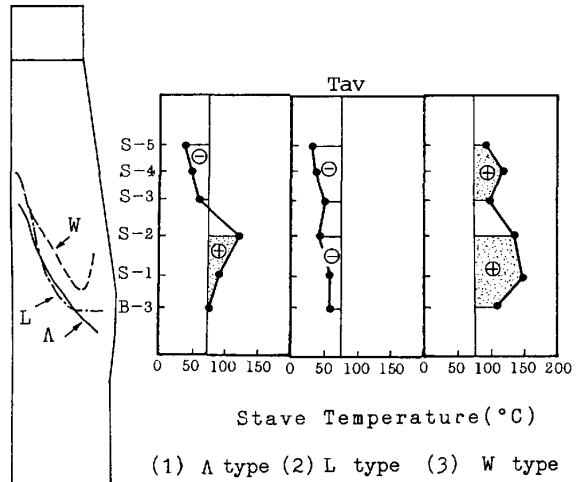 Tav
S-5
S-4
S-3
S-2
S-1
B-3
W
L
Λ
⊖
⊕
⊖
⊖
⊕
⊕
0 50 100 150 0 50 100 150 0 50 100 150 200
Stave Temperature(°C)
(1) Λ type (2) L type (3) W type